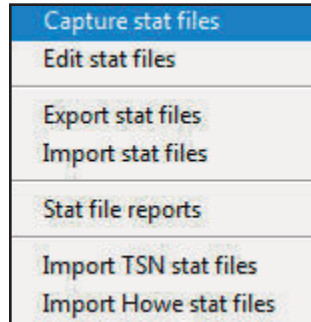 Capture stat files
Edit stat files
Export stat files
Import stat files
Stat file reports
Import TSN stat files
Import Howe stat files